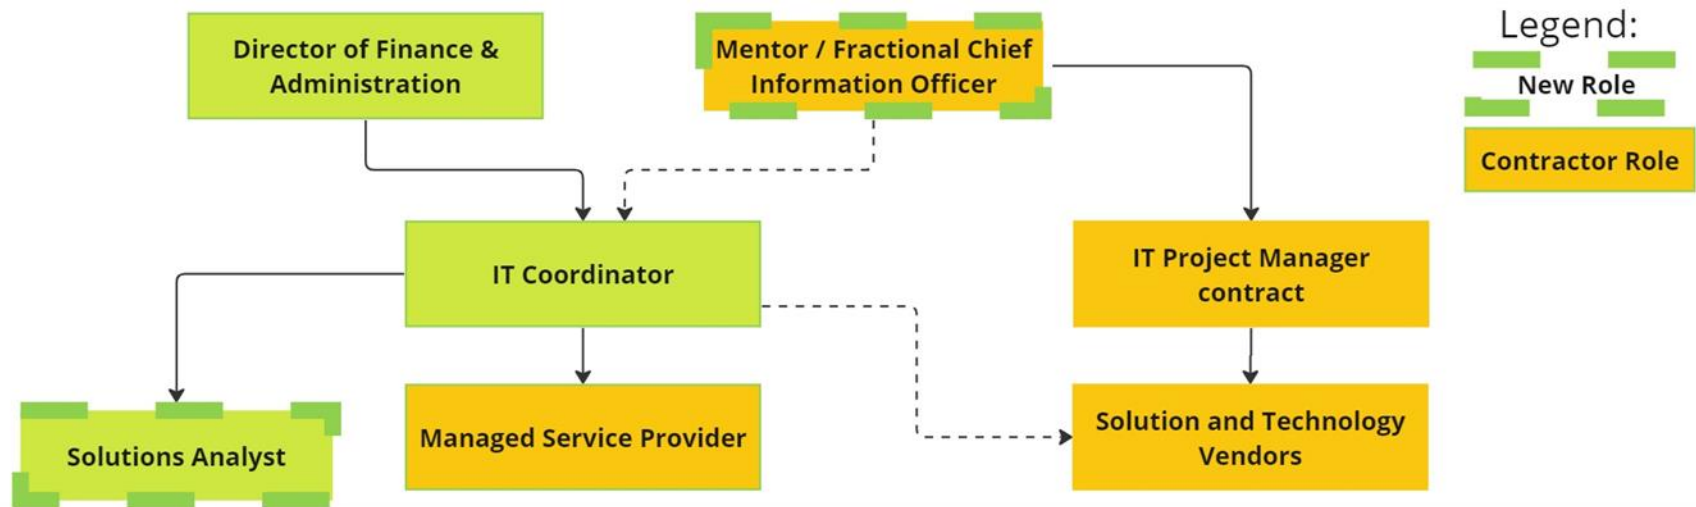 Director of Finance &
Administration
Mentor / Fractional Chief
Information Officer
Legend:
New Role
Contractor Role
IT Coordinator
IT Project Manager
contract
Solutions Analyst
Managed Service Provider
Solution and Technology
Vendors